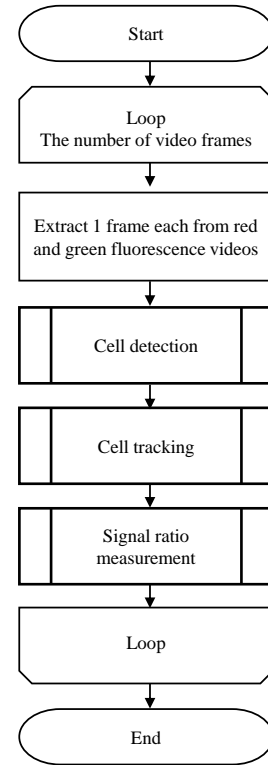 Start
Loop
The number of video frames
Extract 1 frame each from red
and green fluorescence videos
Cell detection
Cell tracking
Signal ratio
measurement
Loop
End